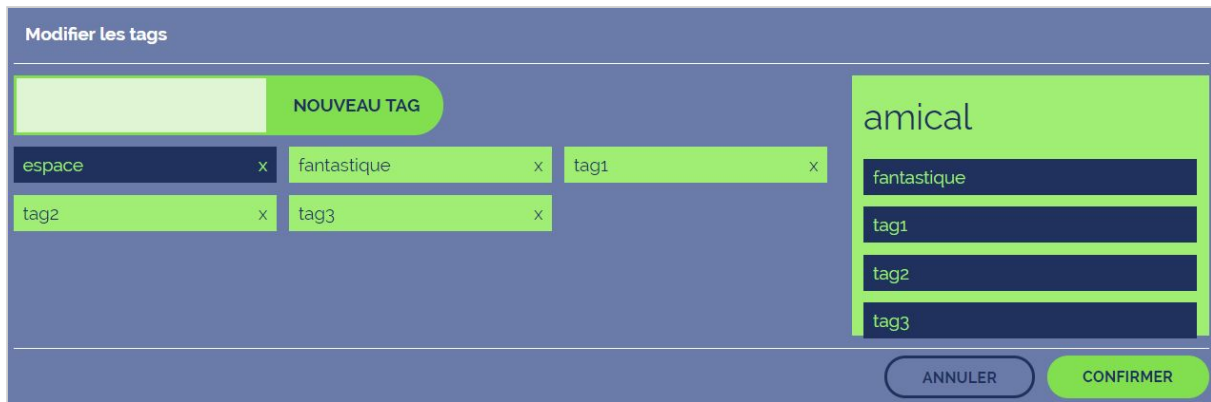 Modifier les tags
NOUVEAU TAG
espace x
fantastique x
tag1 x
tag2 x
tag3 x
amical
fantastique
tag1
tag2
tag3
ANNULER
CONFIRMER